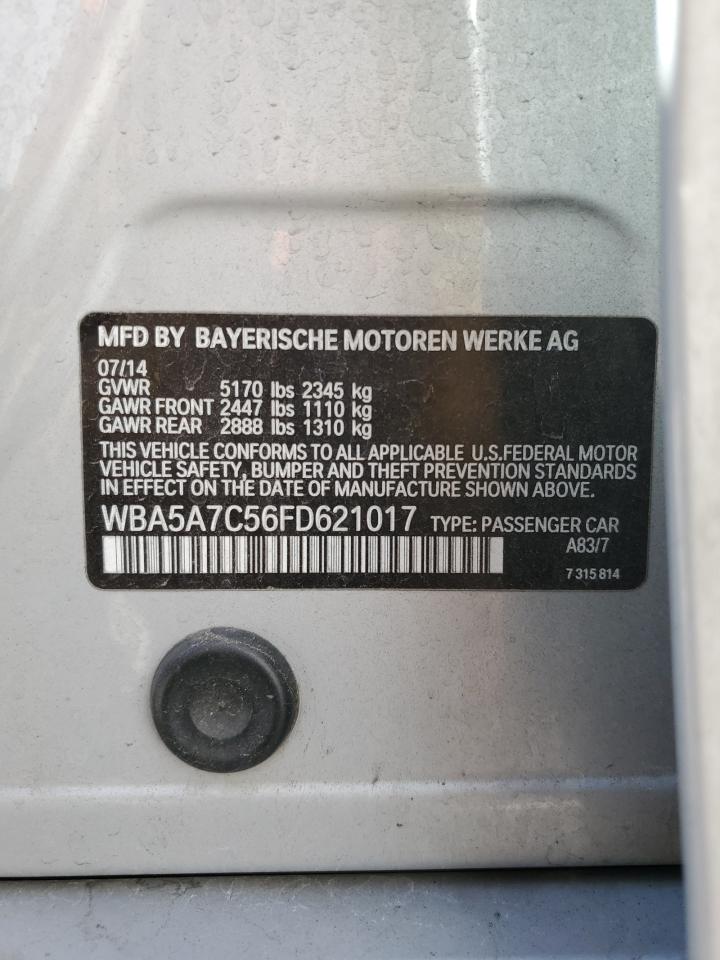 MFD BY BAYERISCHE MOTOREN WERKE AG
07/14
GVWR 5170 lbs 2345 kg
GAWR FRONT 2447 lbs 1110 kg
GAWR REAR 2888 lbs 1310 kg
THIS VEHICLE CONFORMS TO ALL APPLICABLE U.S.FEDERAL MOTOR
VEHICLE SAFETY, BUMPER AND THEFT PREVENTION STANDARDS
IN EFFECT ON THE DATE OF MANUFACTURE SHOWN ABOVE.
WBA5A7C56FD621017 TYPE: PASSENGER CAR
A83/7
7 315 814